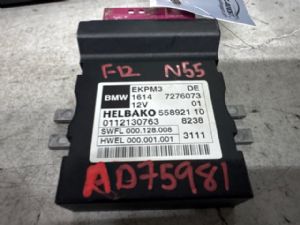 F12 N55
EKPM3 DE
BMW 1614 7276073
12V 01
HELBAKO 558921 10
0112130763 8238
SWFL 000.128.008
HWEL 000.001.001 3111
AD75981